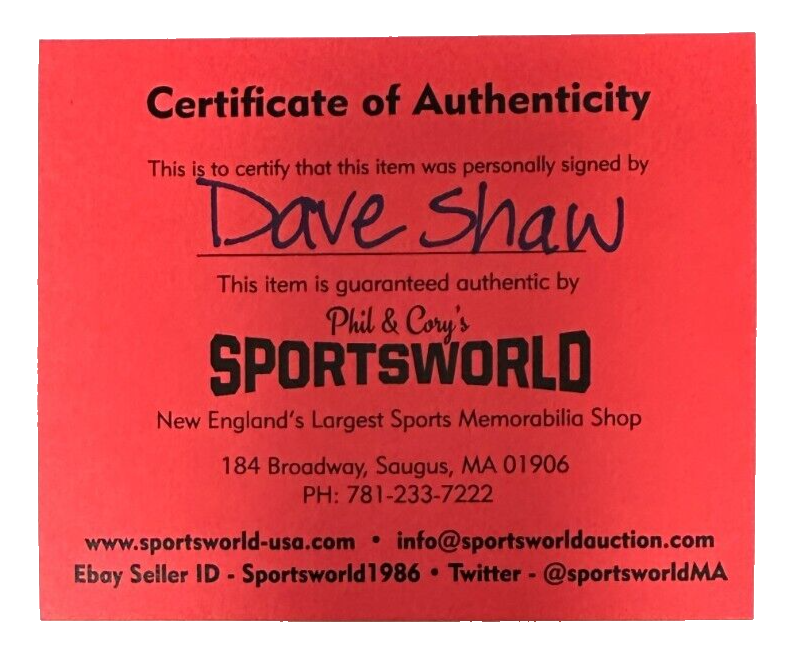 Certificate of Authenticity
This is to certify that this item was personally signed by
Dave Shaw
This item is guaranteed authentic by
Phil & Cory's
SPORTSWORLD
New England's Largest Sports Memorabilia Shop
184 Broadway, Saugus, MA 01906
PH: 781-233-7222
www.sportsworld-usa.com • info@sportsworldauction.com
Ebay Seller ID - Sportsworld1986 • Twitter - @sportsworldMA